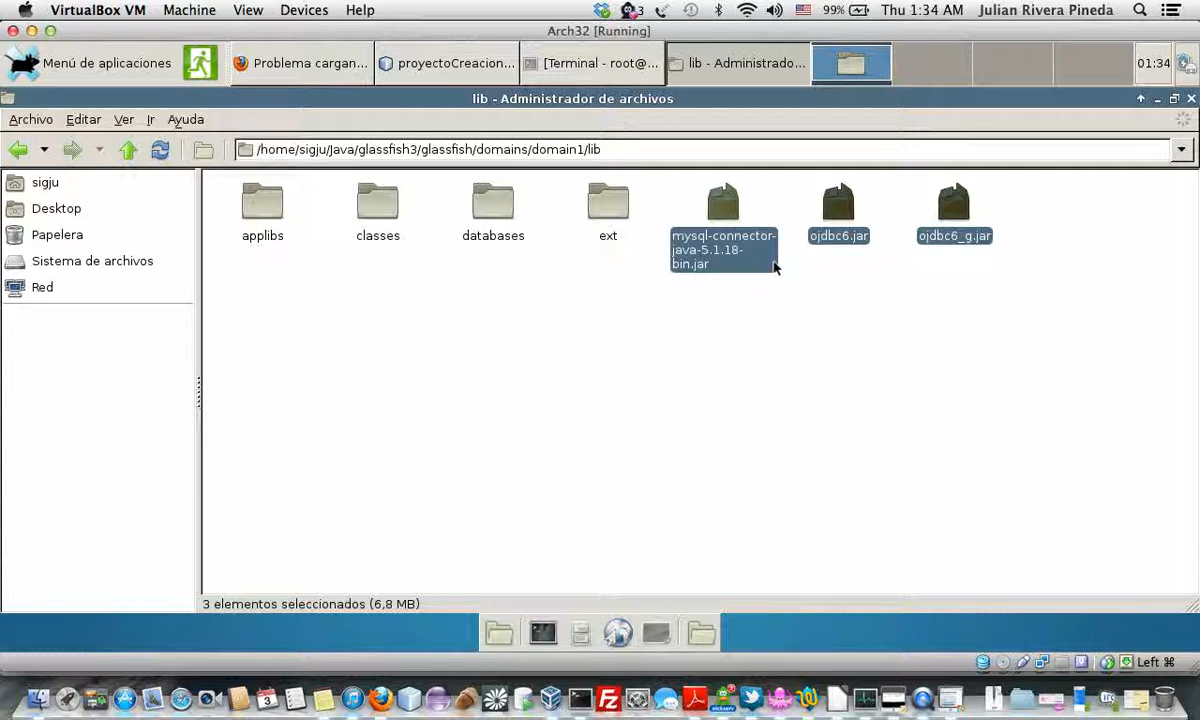 VirtualBox VM Machine View Devices Help 3 99% Thu 1:34 AM Julian Rivera Pineda
Arch32 [Running]
Menú de aplicaciones Problema cargan... proyectoCreacion... [Terminal - root@... lib - Administrado... 01:34
lib - Administrador de archivos
Archivo Editar Ver Ir Ayuda
/home/sigju/Java/glassfish3/glassfish/domains/domain1/lib
sigju
Desktop
Papelera
Sistema de archivos
Red
applibs classes databases ext mysql-connector-
java-5.1.18-
bin.jar
ojdbc6.jar ojdbc6_g.jar
3 elementos seleccionados (6,8 MB)
Left ⌘